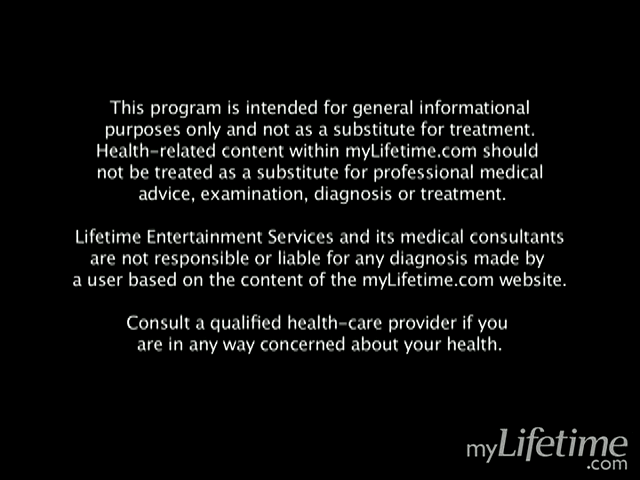 This program is intended for general informational
purposes only and not as a substitute for treatment.
Health-related content within myLifetime.com should
not be treated as a substitute for professional medical
advice, examination, diagnosis or treatment.
Lifetime Entertainment Services and its medical consultants
are not responsible or liable for any diagnosis made by
a user based on the content of the myLifetime.com website.
Consult a qualified health-care provider if you
are in any way concerned about your health.
myLifetime
.com